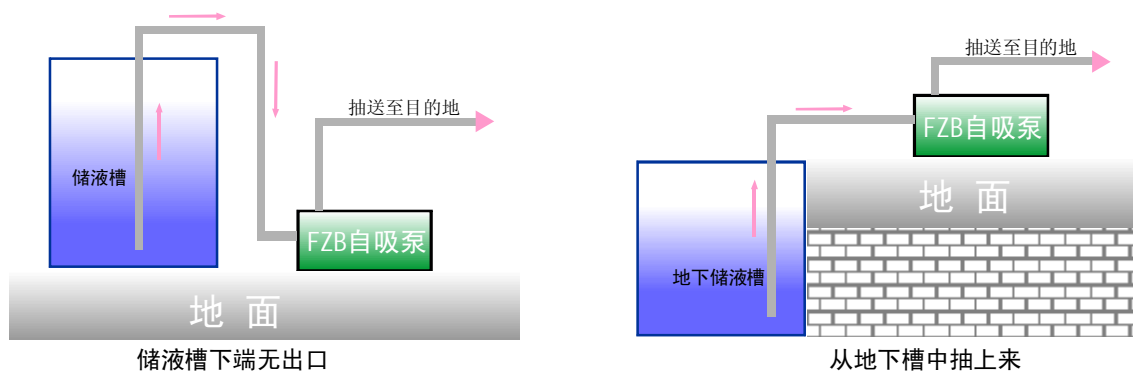 抽送至目的地
储液槽
FZB自吸泵
地 面
储液槽下端无出口
抽送至目的地
FZB自吸泵
地 面
地下储液槽
从地下槽中抽上来